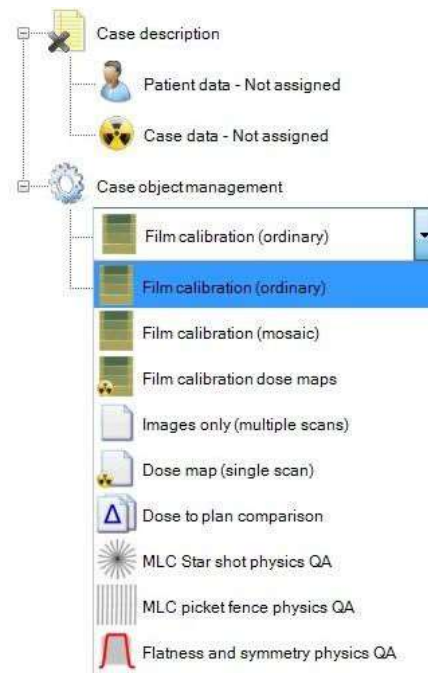 Case description
Patient data - Not assigned
Case data - Not assigned
Case object management
Film calibration (ordinary)
Film calibration (ordinary)
Film calibration (mosaic)
Film calibration dose maps
Images only (multiple scans)
Dose map (single scan)
Δ Dose to plan comparison
MLC Star shot physics QA
MLC picket fence physics QA
Flatness and symmetry physics QA